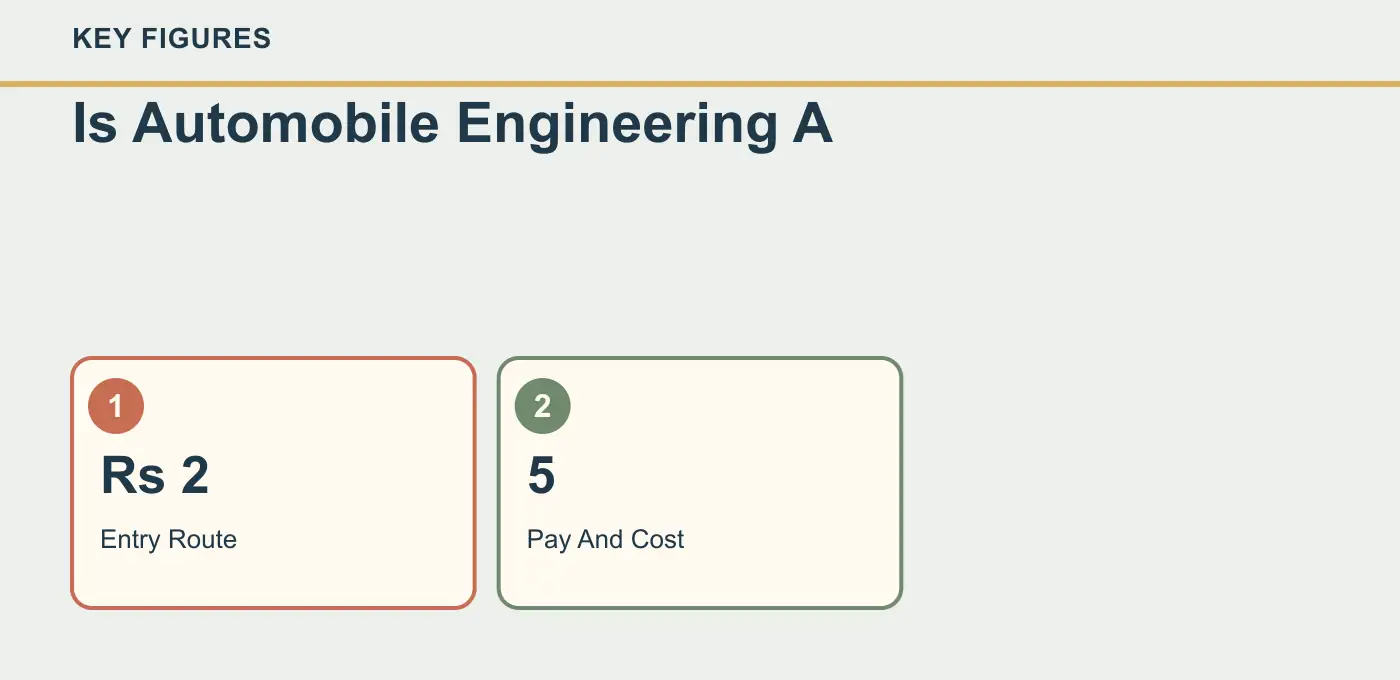 KEY FIGURES
Is Automobile Engineering A
1
Rs 2
Entry Route
2
5
Pay And Cost